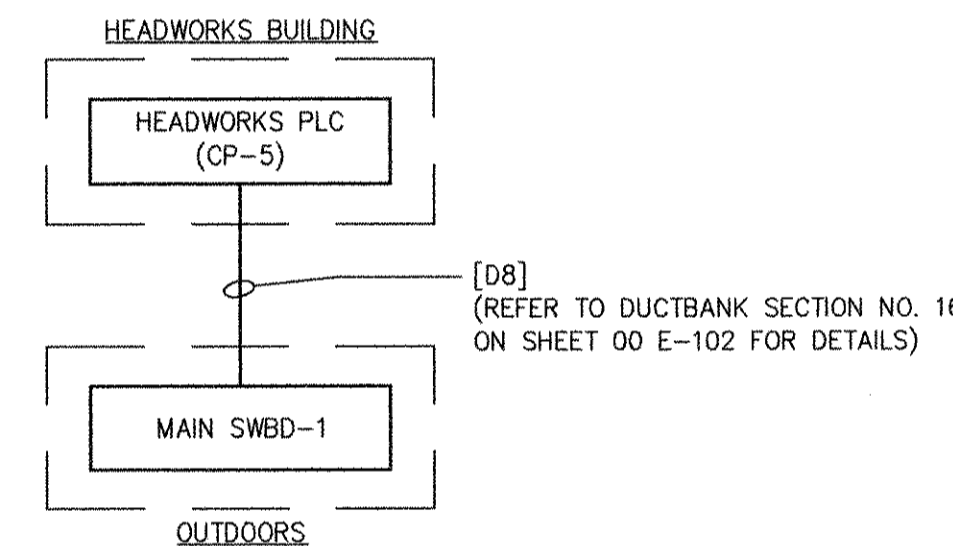 HEADWORKS BUILDING
HEADWORKS PLC
(CP-5)
[D8]
(REFER TO DUCTBANK SECTION NO. 16
ON SHEET 00 E-102 FOR DETAILS)
MAIN SWBD-1
OUTDOORS